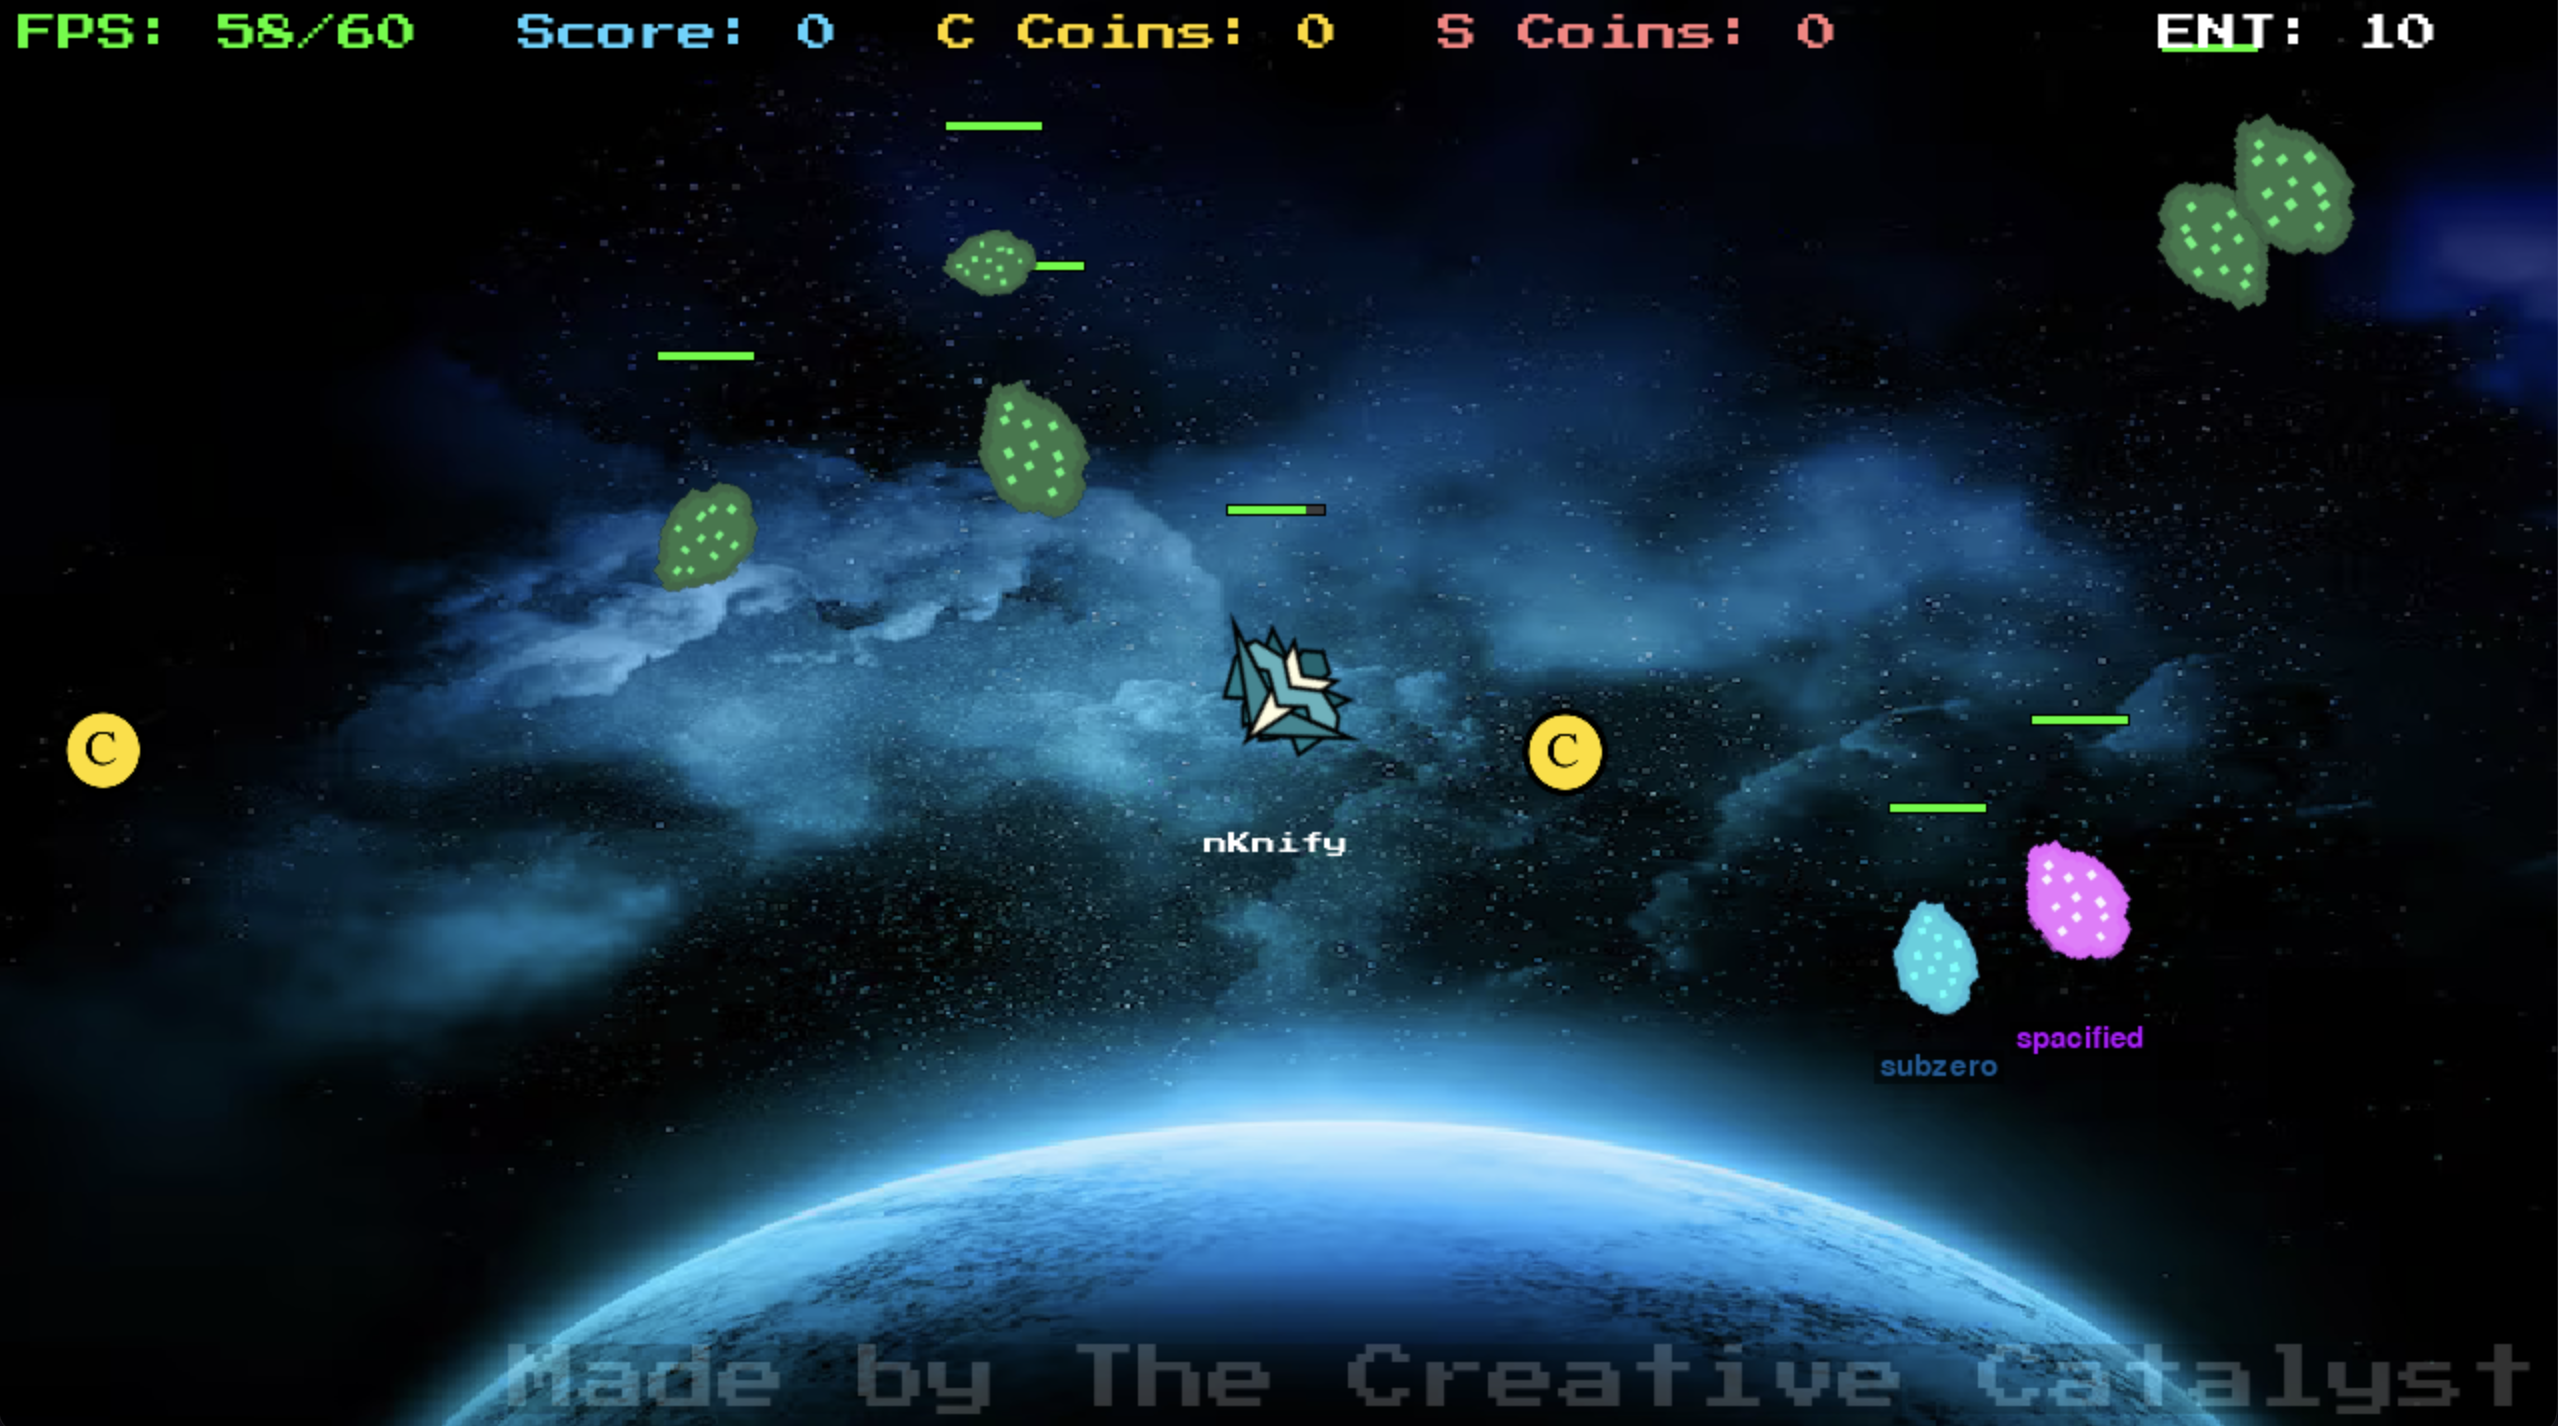 FPS: 58/60 Score: 0 C Coins: 0 S Coins: 0 ENT: 10
C
C
nKnify
spacified
subzero
Made by The Creative Catalyst